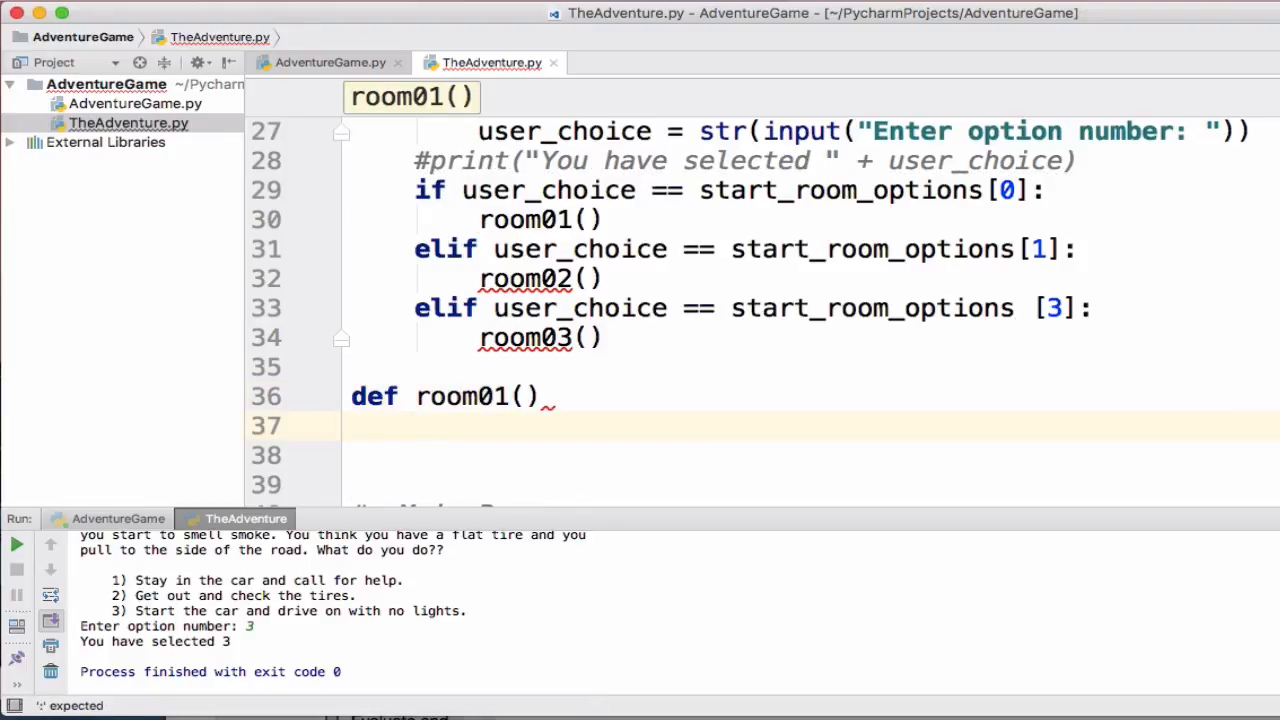 TheAdventure.py - AdventureGame - [~/PycharmProjects/AdventureGame]
AdventureGame TheAdventure.py
Project AdventureGame.py TheAdventure.py
AdventureGame ~/Pycharm
AdventureGame.py
TheAdventure.py
External Libraries
room01()
27 user_choice = str(input("Enter option number: "))
28 #print("You have selected " + user_choice)
29 if user_choice == start_room_options[0]:
30 room01()
31 elif user_choice == start_room_options[1]:
32 room02()
33 elif user_choice == start_room_options [3]:
34 room03()
35
36 def room01()
37
38
39
Run: AdventureGame TheAdventure
you start to smell smoke. You think you have a flat tire and you
pull to the side of the road. What do you do??
1) Stay in the car and call for help.
2) Get out and check the tires.
3) Start the car and drive on with no lights.
Enter option number: 3
You have selected 3
Process finished with exit code 0
':' expected